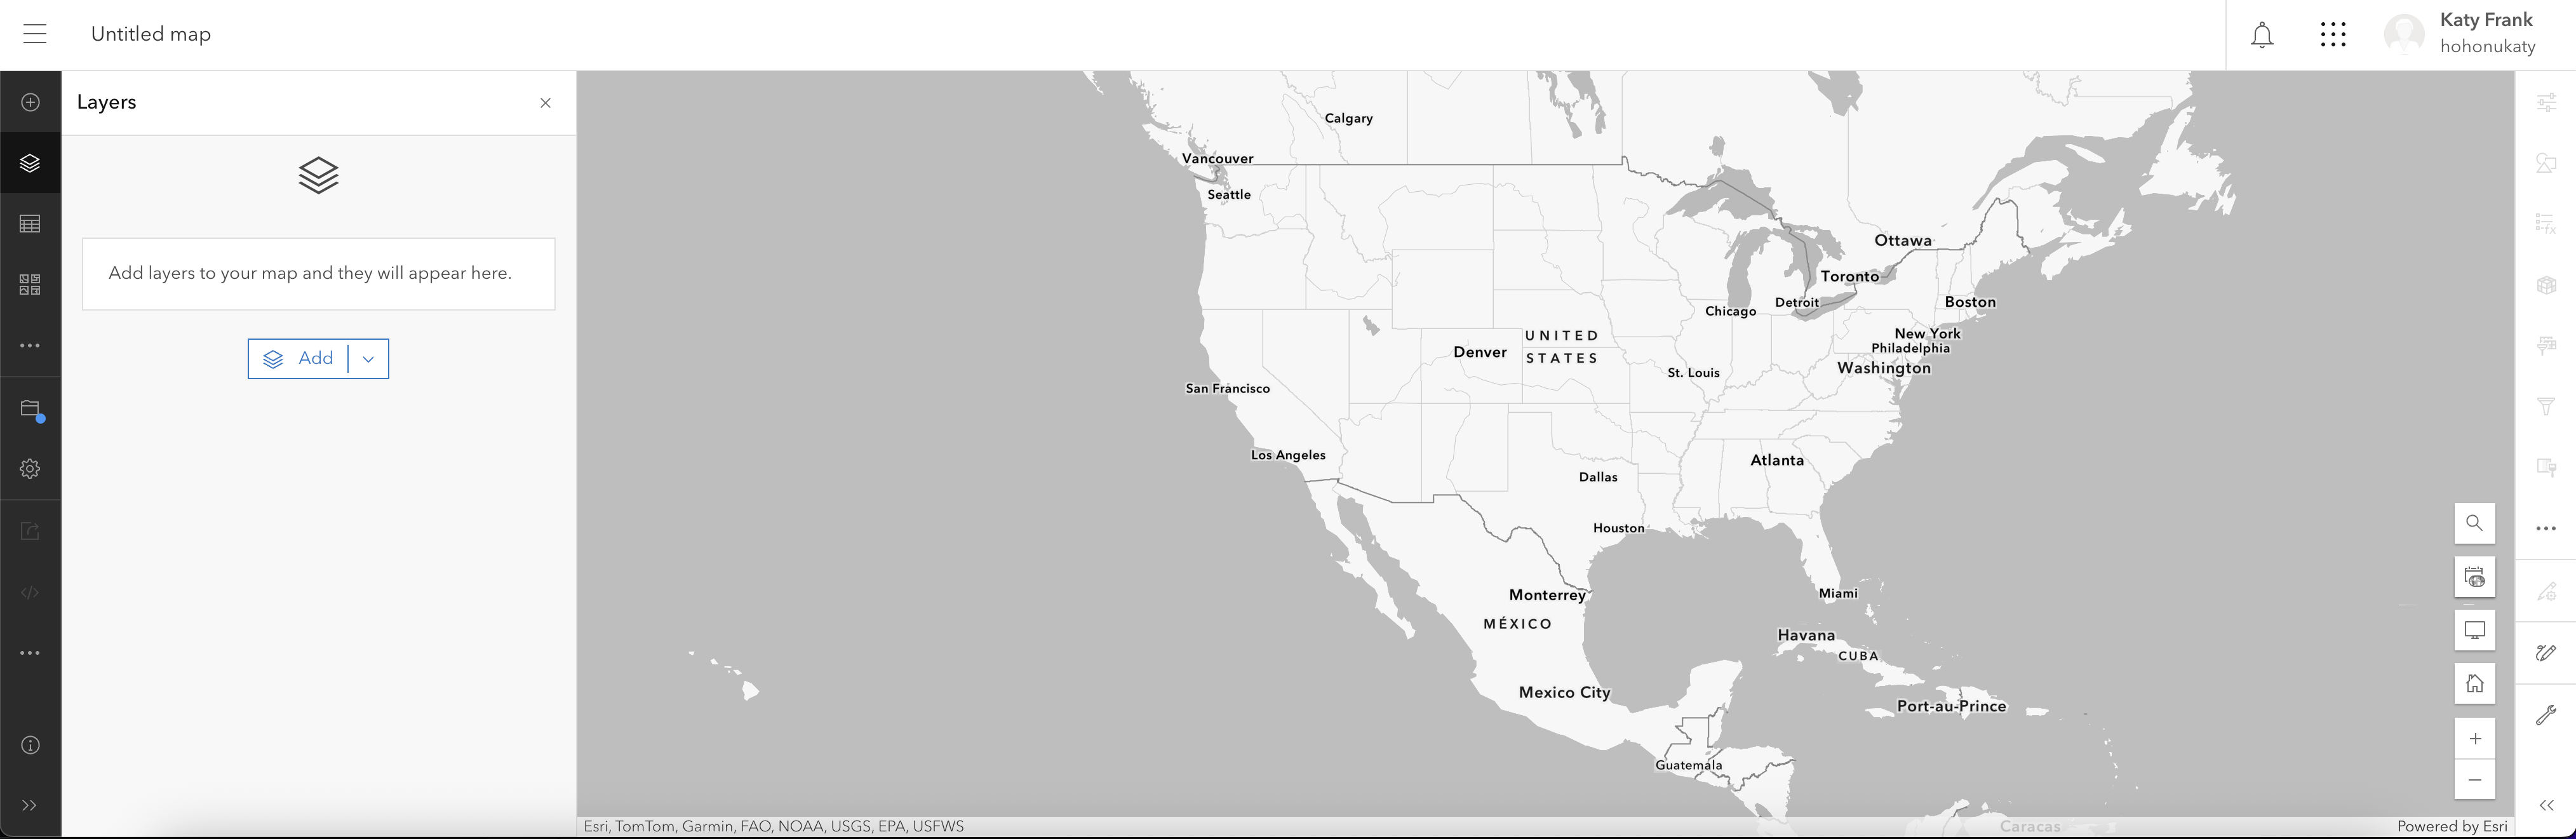 Untitled map
Katy Frank
hohonukaty
Layers
Add layers to your map and they will appear here.
Add
Calgary
Vancouver
Seattle
Ottawa
Toronto
Detroit
Boston
Chicago
New York
UNITED
STATES
Philadelphia
Denver
Washington
St. Louis
San Francisco
Los Angeles
Atlanta
Dallas
Houston
Miami
Monterrey
MÉXICO
Havana
CUBA
Mexico City
Port-au-Prince
Guatemala
Caracas
Esri, TomTom, Garmin, FAO, NOAA, USGS, EPA, USFWS
Powered by Esri